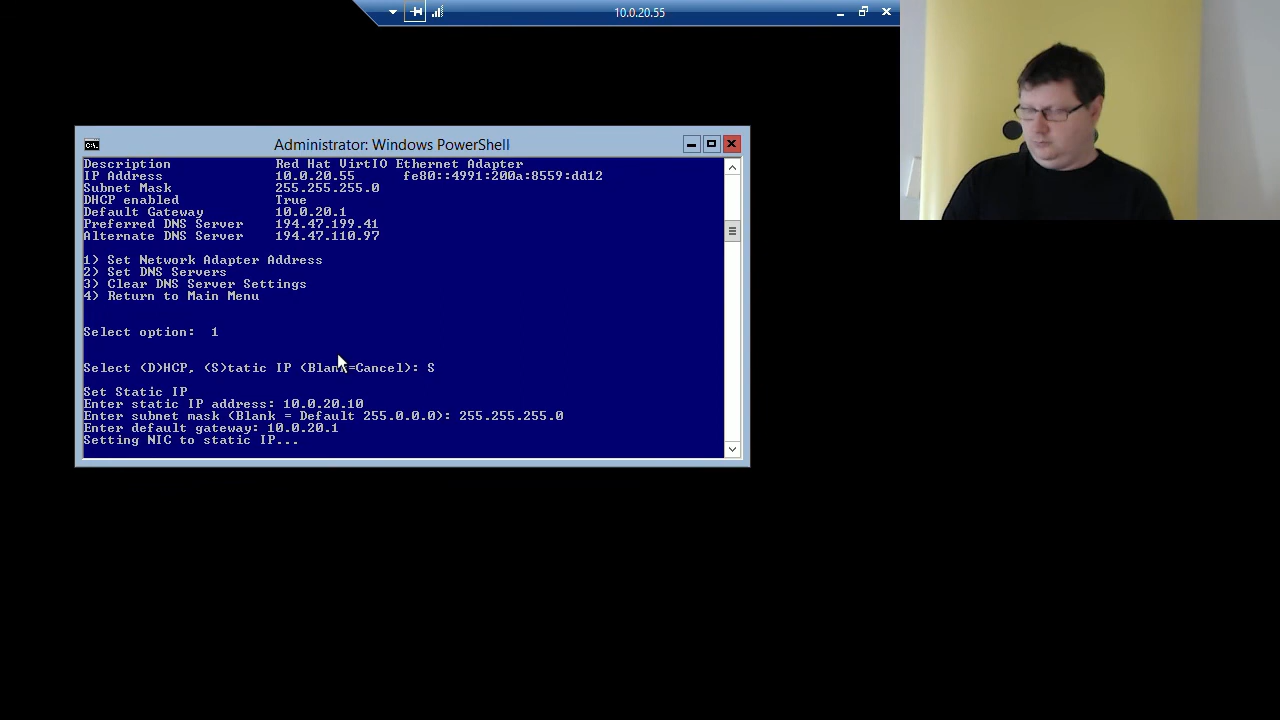 10.0.20.55
Administrator: Windows PowerShell
Description Red Hat VirtIO Ethernet Adapter
IP Address 10.0.20.55 fe80::4991:200a:8559:dd12
Subnet Mask 255.255.255.0
DHCP enabled True
Default Gateway 10.0.20.1
Preferred DNS Server 194.47.199.41
Alternate DNS Server 194.47.110.97
1) Set Network Adapter Address
2) Set DNS Servers
3) Clear DNS Server Settings
4) Return to Main Menu
Select option: 1
Select (D)HCP, (S)tatic IP (Blank=Cancel): S
Set Static IP
Enter static IP address: 10.0.20.10
Enter subnet mask (Blank = Default 255.0.0.0): 255.255.255.0
Enter default gateway: 10.0.20.1
Setting NIC to static IP...